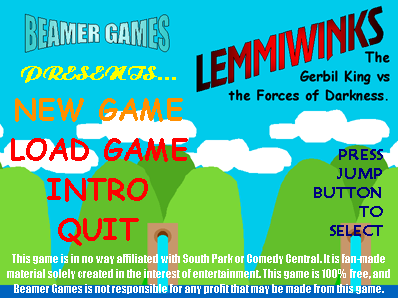 BEAMER GAMES
PRESENTS...
LEMMIWINKS
The
Gerbil King vs
the Forces of Darkness.
NEW GAME
LOAD GAME
INTRO
QUIT
PRESS
JUMP
BUTTON
TO
SELECT
This game is in no way affiliated with South Park or Comedy Central. It is fan-made
material solely created in the interest of entertainment. This game is 100% free, and
Beamer Games is not responsible for any profit that may be made from this game.